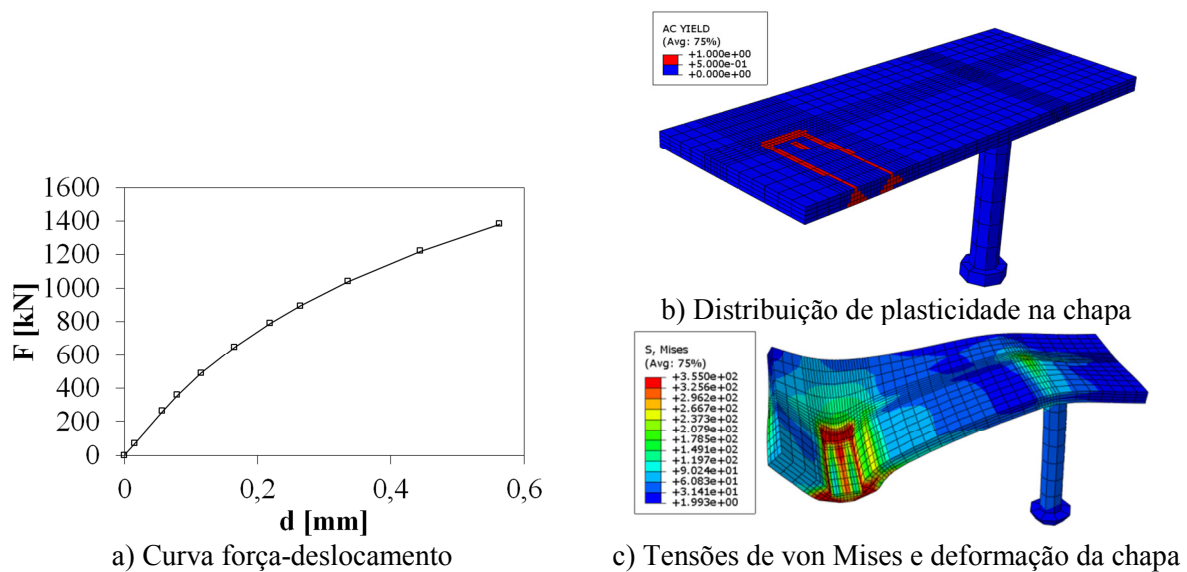 1600
1400
1200
1000
800
600
400
200
0
F [kN]
0
0,2
0,4
0,6
d [mm]
a) Curva força-deslocamento
AC YIELD
(Avg: 75%)
+1.000e+00
+5.000e-01
+0.000e+00
b) Distribuição de plasticidade na chapa
S, Mises
(Avg: 75%)
+3.550e+02
+3.256e+02
+2.962e+02
+2.667e+02
+2.373e+02
+2.079e+02
+1.785e+02
+1.491e+02
+1.197e+02
+9.024e+01
+6.083e+01
+3.141e+01
+1.993e+00
c) Tensões de von Mises e deformação da chapa